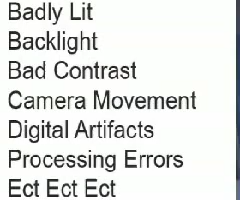 Badly Lit
Backlight
Bad Contrast
Camera Movement
Digital Artifacts
Processing Errors
Ect Ect Ect